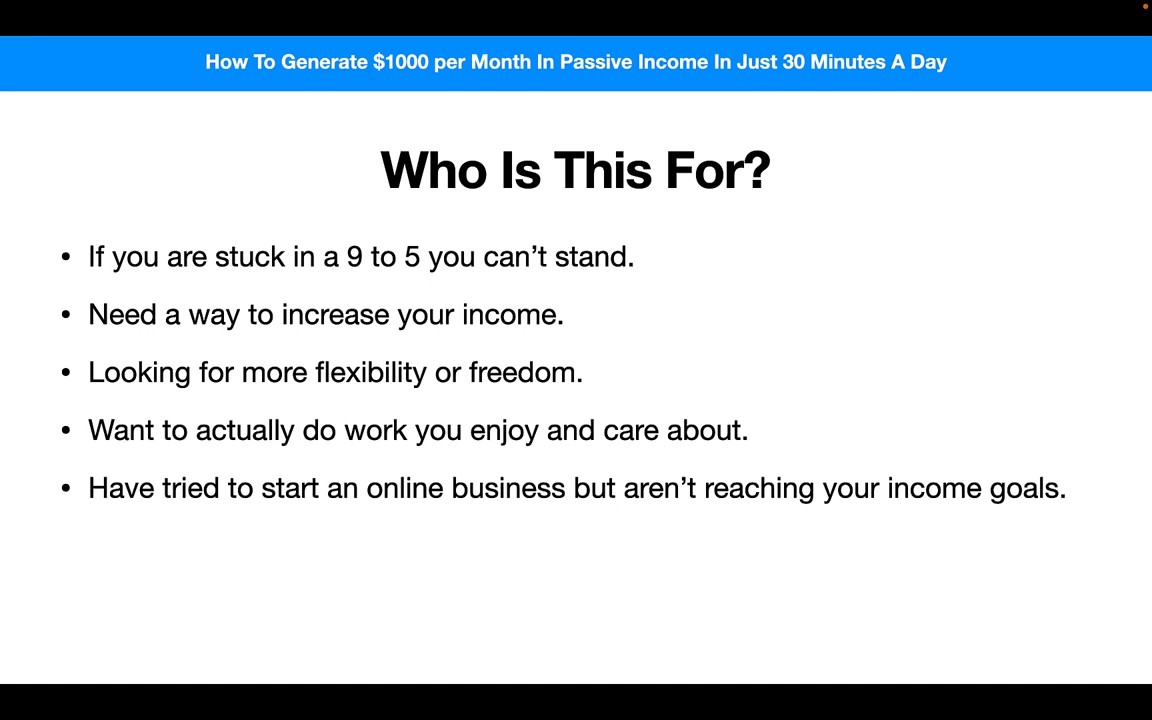 How To Generate $1000 per Month In Passive Income In Just 30 Minutes A Day
Who Is This For?
• If you are stuck in a 9 to 5 you can’t stand.
• Need a way to increase your income.
• Looking for more flexibility or freedom.
• Want to actually do work you enjoy and care about.
• Have tried to start an online business but aren’t reaching your income goals.